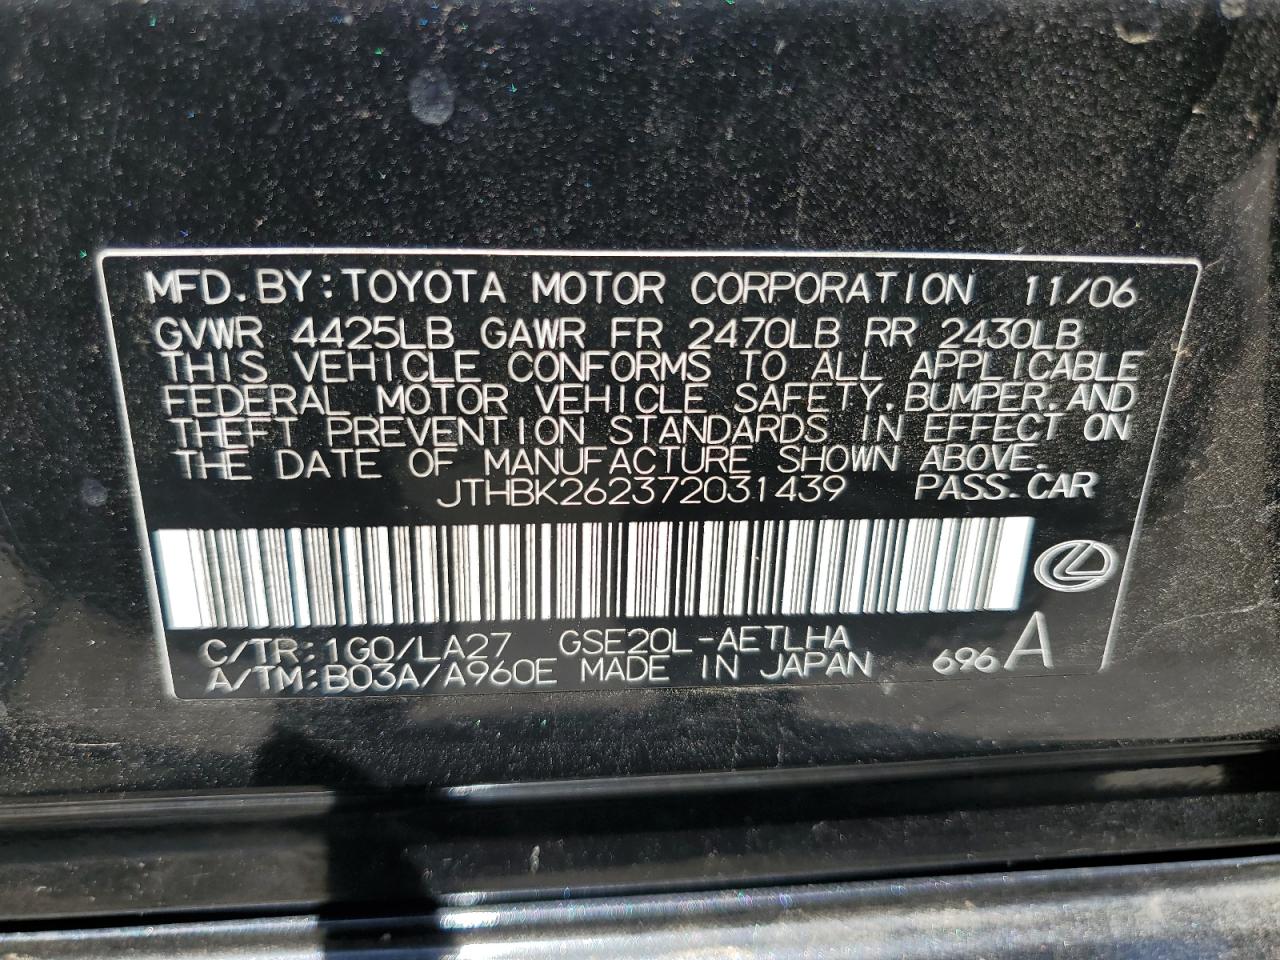 MFD. BY: TOYOTA MOTOR CORPORATION 11/06
GVWR 4425LB GAWR FR 2470LB RR 2430LB
THIS VEHICLE CONFORMS TO ALL APPLICABLE
FEDERAL MOTOR VEHICLE SAFETY, BUMPER, AND
THEFT PREVENTION STANDARDS IN EFFECT ON
THE DATE OF MANUFACTURE SHOWN ABOVE.
JTHBK262372031439 PASS. CAR
C/TR: 1G0/LA27 GSE20L-AETLHA
A/TM: B03A/A960E MADE IN JAPAN 696 A